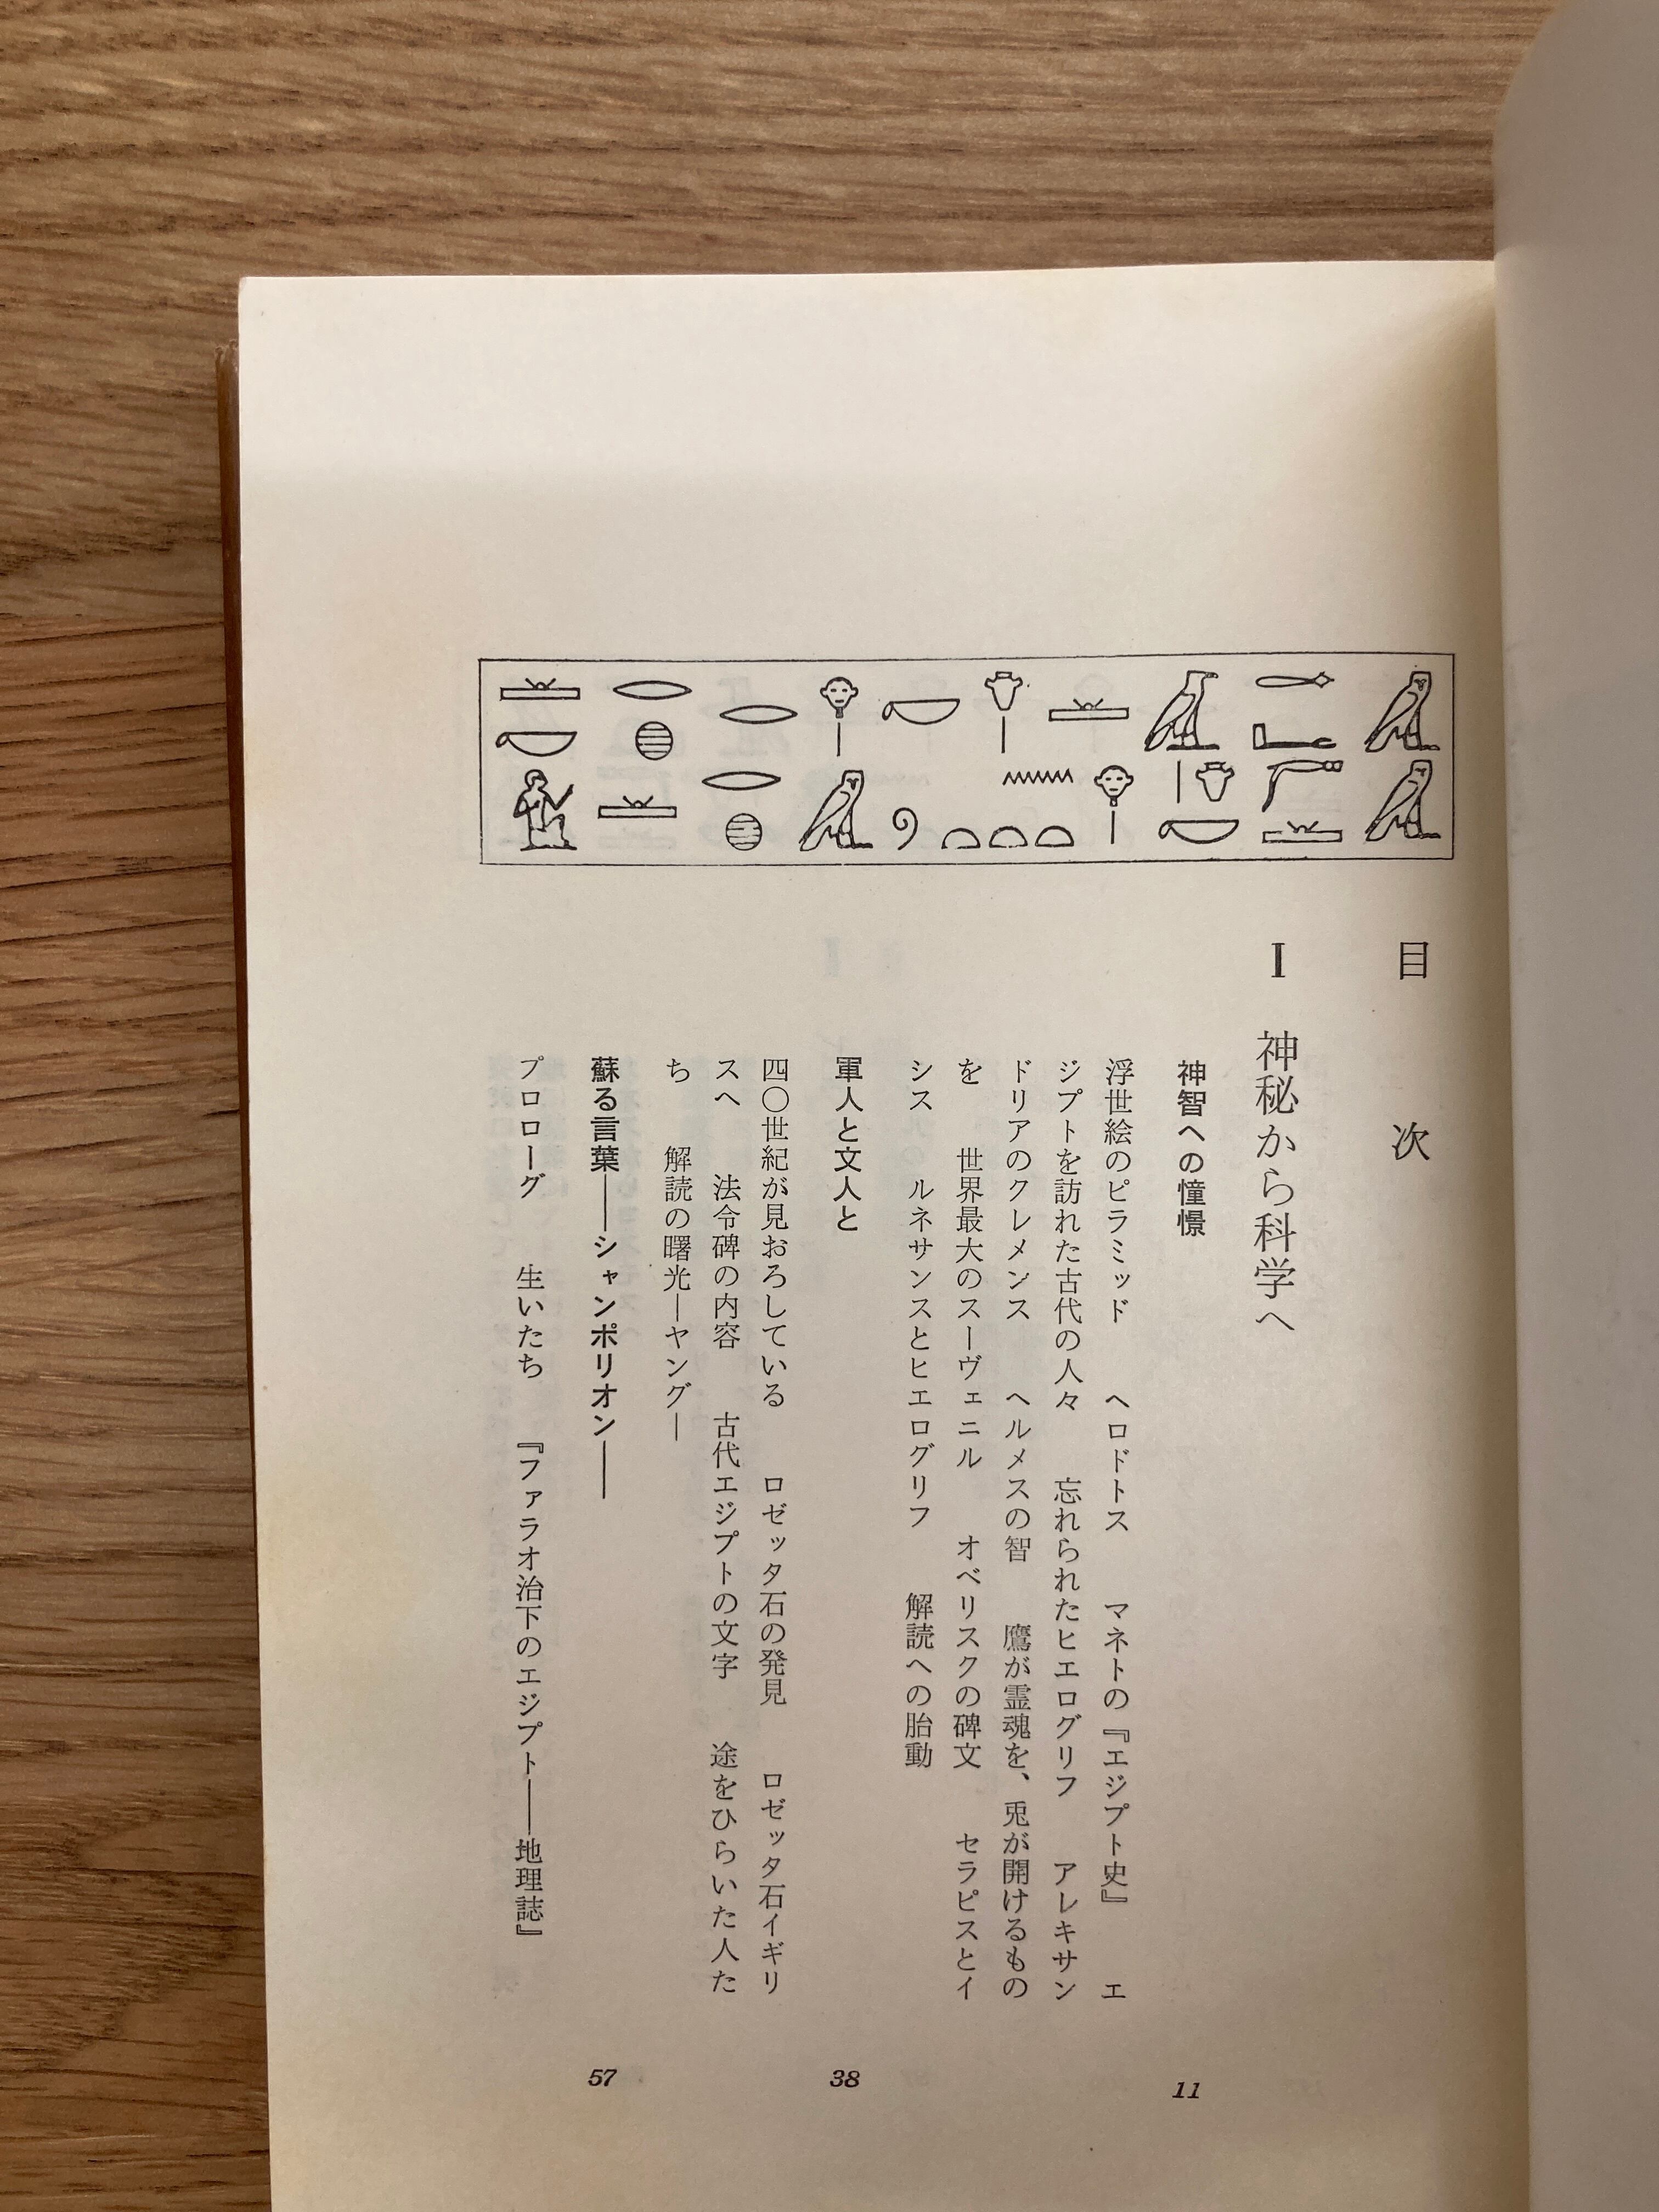 目次
I 神秘から科学へ
神智への憧憬 11
浮世絵のピラミッド ヘロドトス マネトの『エジプト史』 エ
ジプトを訪れた古代の人々 忘れられたヒエログリフ アレキサン
ドリアのクレメンス ヘルメスの智 鷹が霊魂を、兎が開けるもの
を 世界最大のスーヴェニル オベリスクの碑文 セラピスとイ
シス ルネサンスとヒエログリフ 解読への胎動
軍人と文人と 38
四〇世紀が見おろしている ロゼッタ石の発見 ロゼッタ石イギリ
スへ 法令碑の内容 古代エジプトの文字 途をひらいた人た
ち 解読の曙光―ヤング―
蘇る言葉――シャンポリオン―― 57
プロローグ 生いたち 『ファラオ治下のエジプト――地理誌』